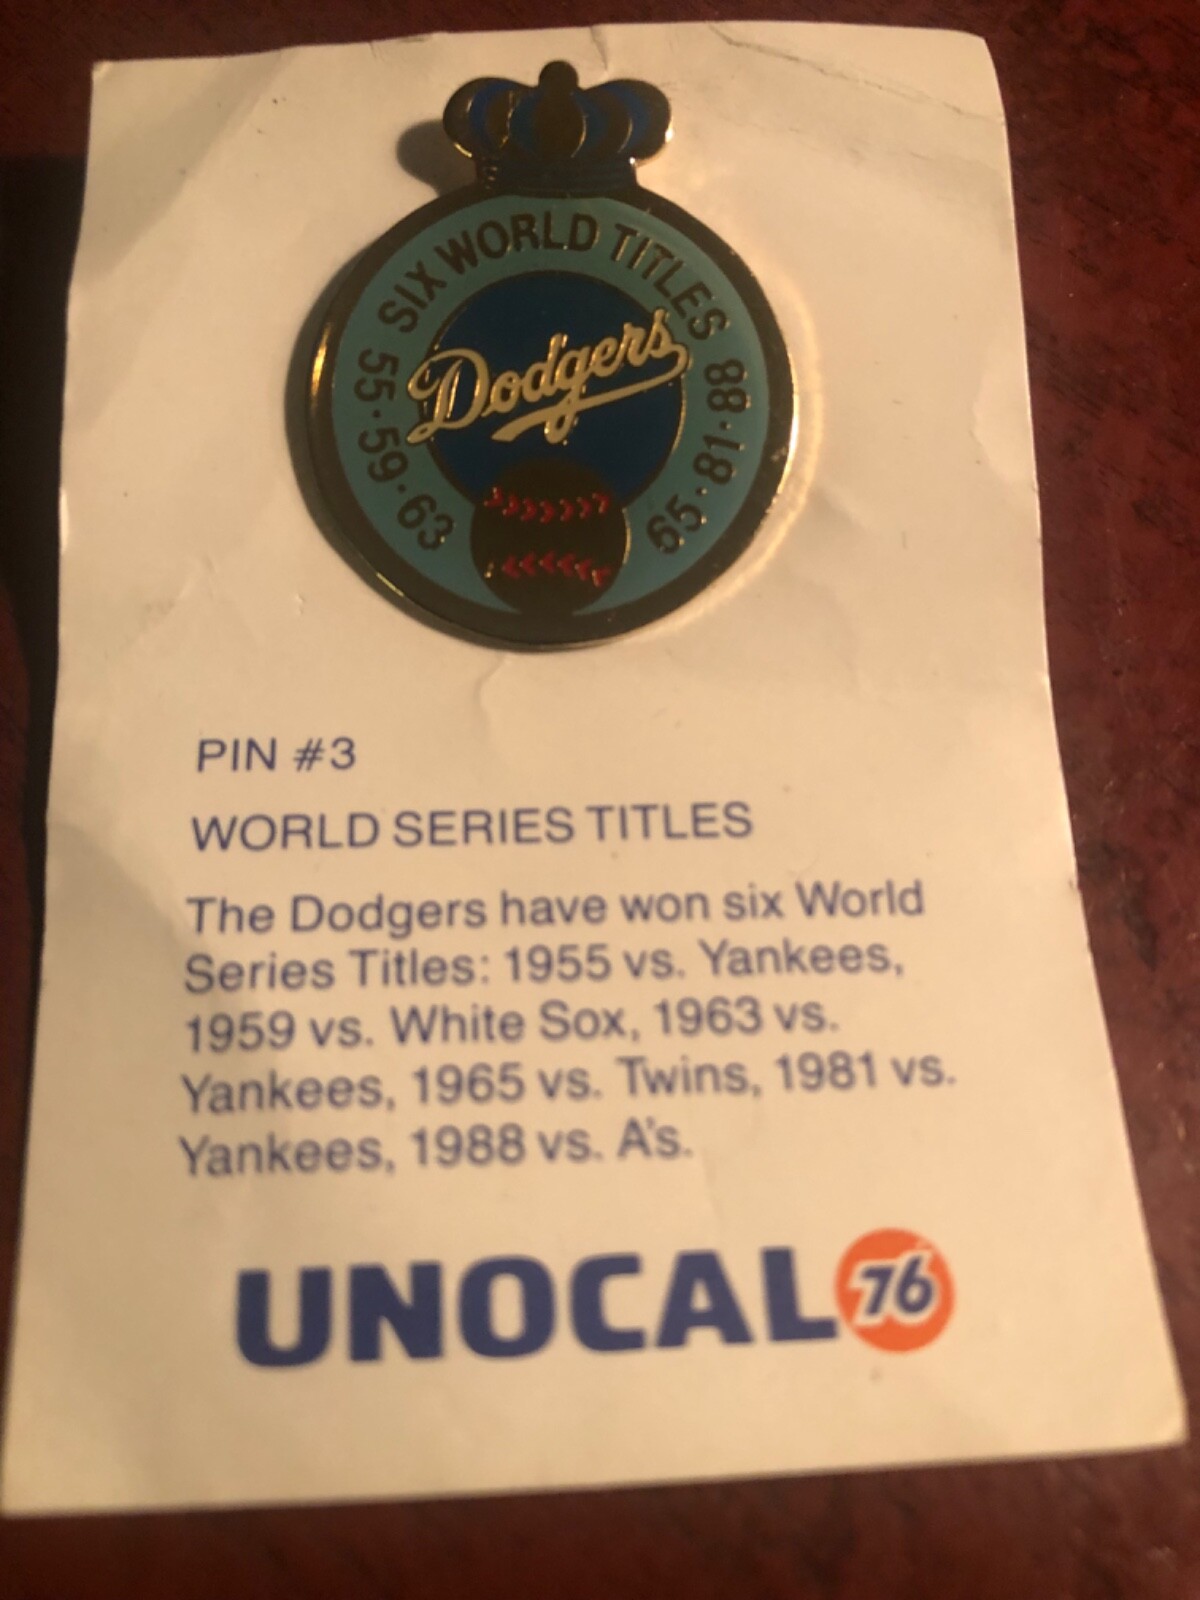 SIX WORLD TITLES
55·59·63
65·81·88
Dodgers
PIN #3
WORLD SERIES TITLES
The Dodgers have won six World
Series Titles: 1955 vs. Yankees,
1959 vs. White Sox, 1963 vs.
Yankees, 1965 vs. Twins, 1981 vs.
Yankees, 1988 vs. A's.
UNOCAL 76